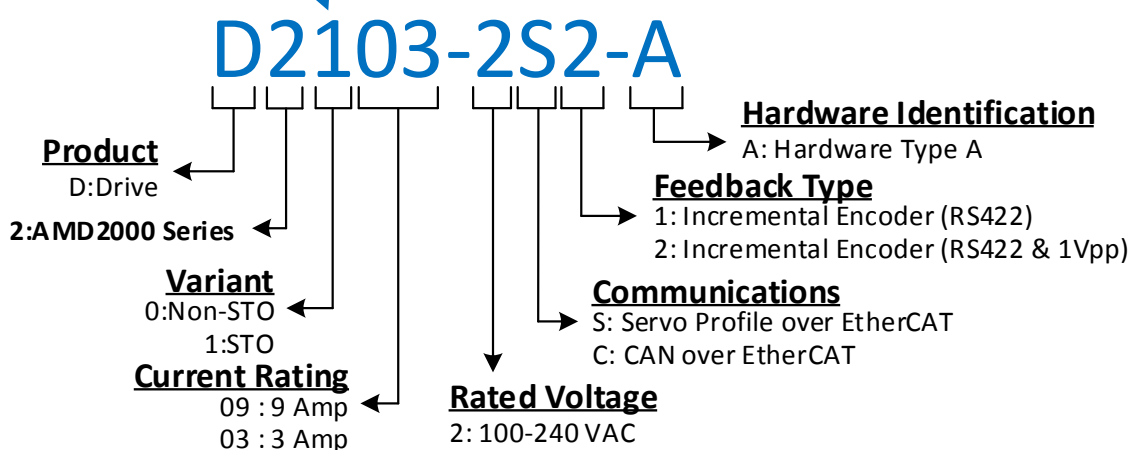 D2103-2S2-A
Hardware Identification
A: Hardware Type A
Product
D:Drive
Feedback Type
1: Incremental Encoder (RS422)
2: Incremental Encoder (RS422 & 1Vpp)
2:AMD2000 Series
Variant
0:Non-STO
1:STO
Communications
S: Servo Profile over EtherCAT
C: CAN over EtherCAT
Current Rating
09 : 9 Amp
03 : 3 Amp
Rated Voltage
2: 100-240 VAC